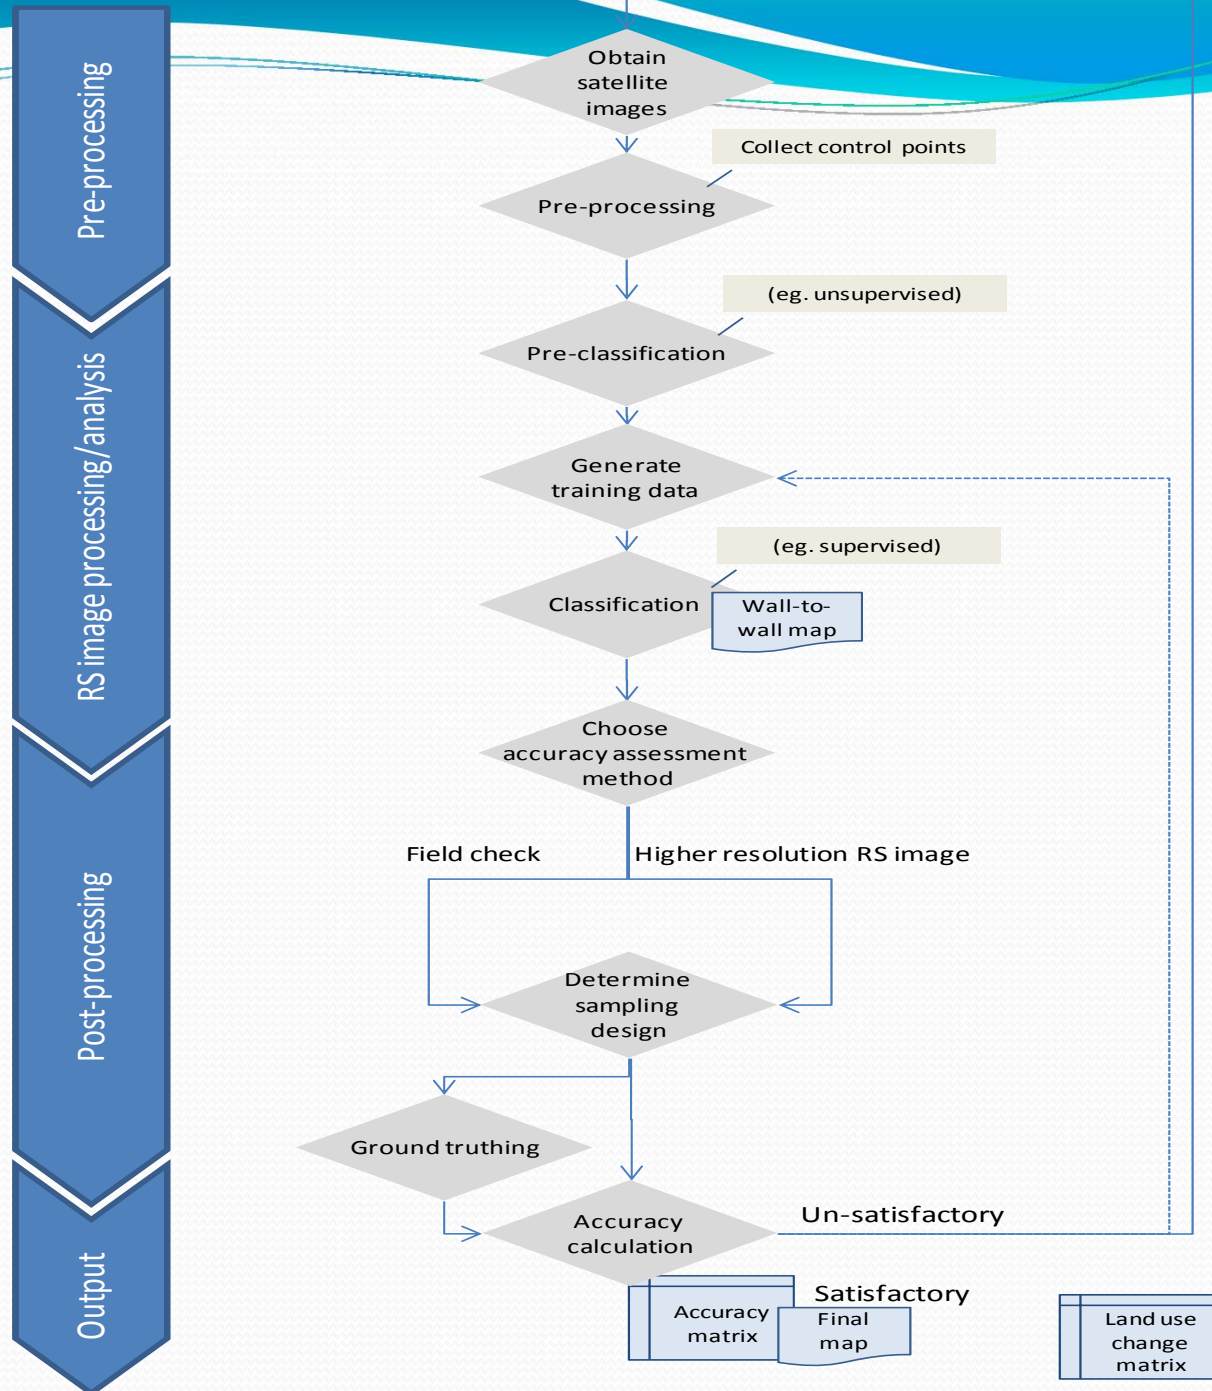 Pre-processing
RS image processing/analysis
Post-processing
Output
Obtain
satellite
images
Collect control points
Pre-processing
(eg. unsupervised)
Pre-classification
Generate
training data
(eg. supervised)
Classification
Wall-to-
wall map
Choose
accuracy assessment
method
Field check
Higher resolution RS image
Determine
sampling
design
Ground truthing
Accuracy
calculation
Un-satisfactory
Satisfactory
Accuracy
matrix
Final
map
Land use
change
matrix